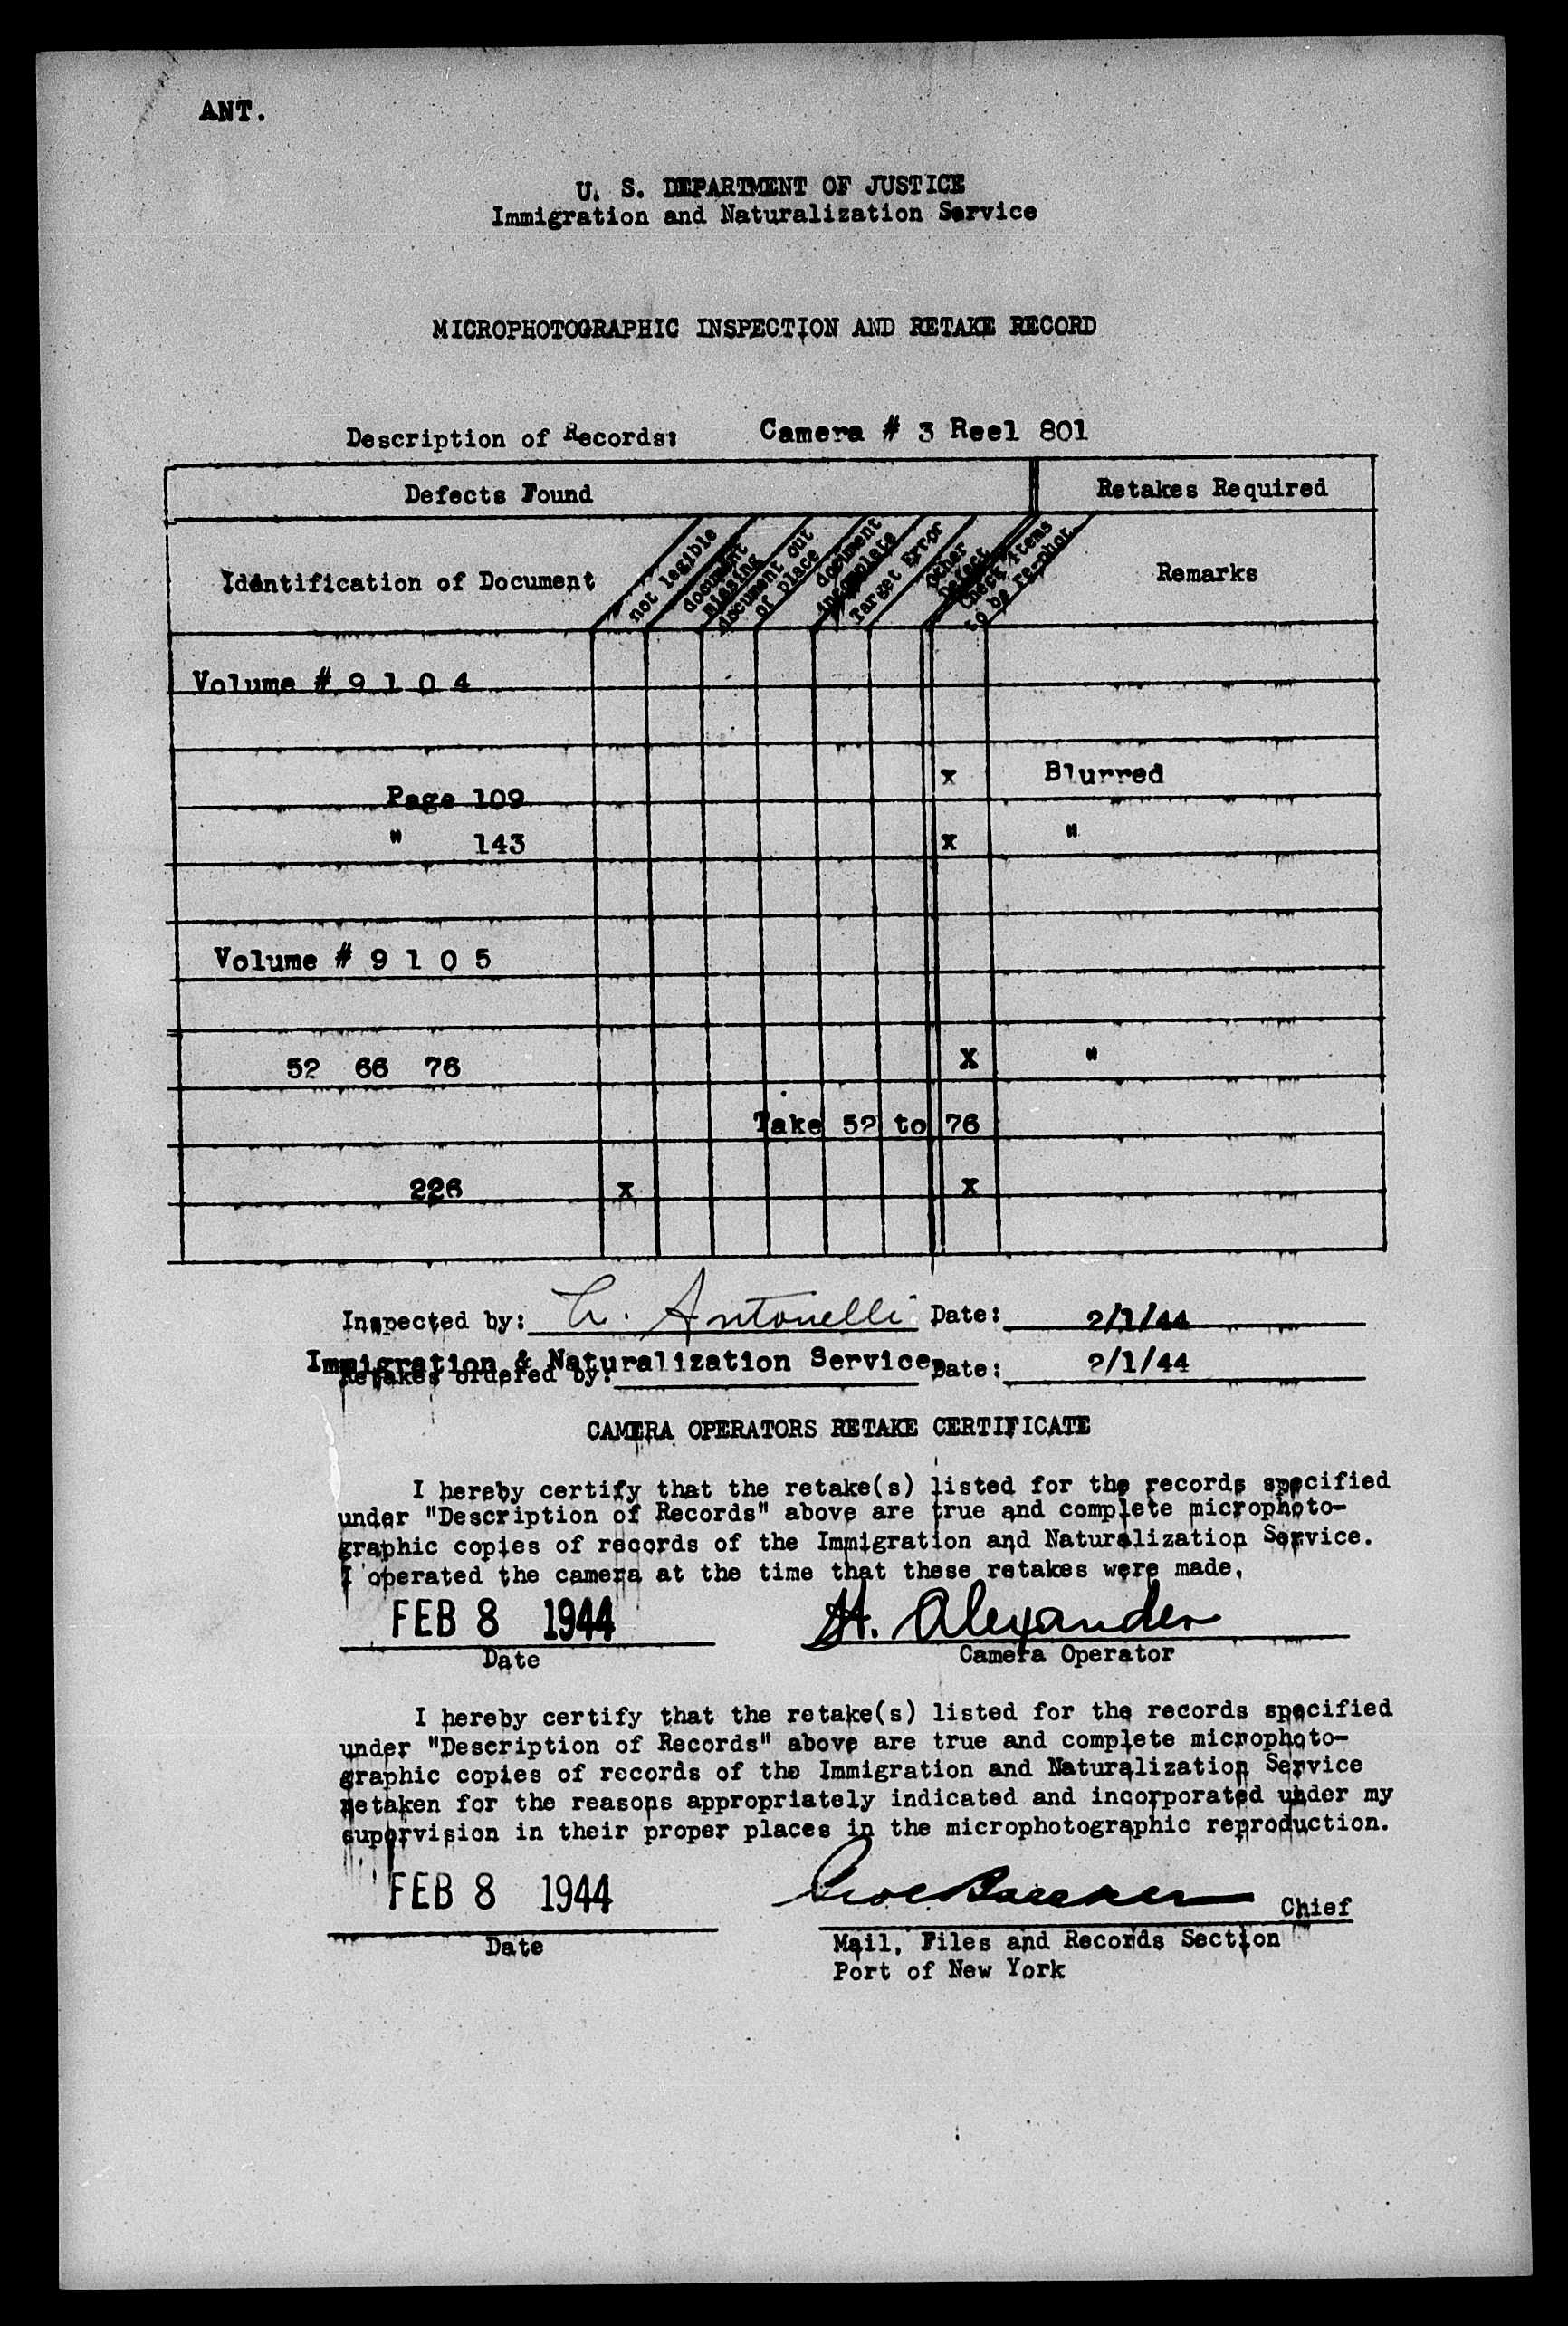 ANT.
U. S. DEPARTMENT OF JUSTICE
Immigration and Naturalization Service
MICROPHOTOGRAPHIC INSPECTION AND RETAKE RECORD
Description of Records: Camera # 3 Reel 801
Defects Found Retakes Required
Identification of Document
not legible
document
missing
document out
of place
document
incomplete
Target Error
Other
Defect
Check items
to be re-phot.
Remarks
Volume # 9 1 0 4
Page 109 x Blurred
" 143 x "
Volume # 9 1 0 5
52 66 76 X "
Take 52 to 76
226 x x
Inspected by: Antonelli Date: 2/1/44
Immigration & Naturalization Service
Retakes ordered by: Date: 2/1/44
CAMERA OPERATORS RETAKE CERTIFICATE
I hereby certify that the retake(s) listed for the records specified
under "Description of Records" above are true and complete microphoto-
graphic copies of records of the Immigration and Naturalization Service.
I operated the camera at the time that these retakes were made.
FEB 8 1944 H. Alexander
Date Camera Operator
I hereby certify that the retake(s) listed for the records specified
under "Description of Records" above are true and complete microphoto-
graphic copies of records of the Immigration and Naturalization Service
retaken for the reasons appropriately indicated and incorporated under my
supervision in their proper places in the microphotographic reproduction.
FEB 8 1944 Chief
Date Mail, Files and Records Section
Port of New York